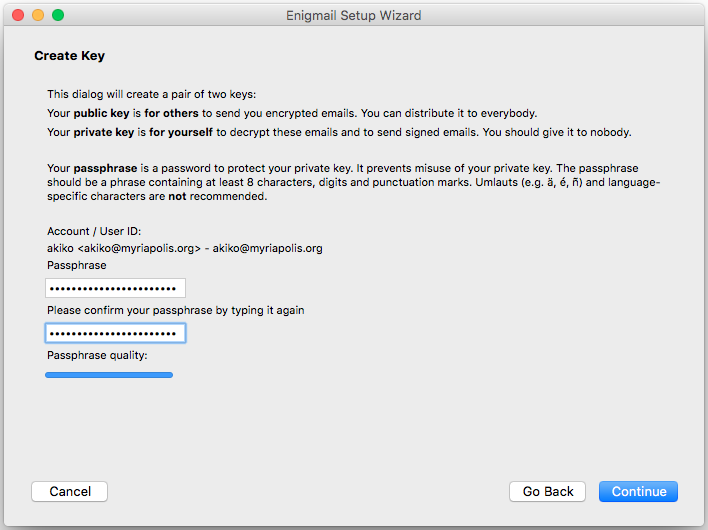 Enigmail Setup Wizard
Create Key
This dialog will create a pair of two keys:
Your public key is for others to send you encrypted emails. You can distribute it to everybody.
Your private key is for yourself to decrypt these emails and to send signed emails. You should give it to nobody.
Your passphrase is a password to protect your private key. It prevents misuse of your private key. The passphrase
should be a phrase containing at least 8 characters, digits and punctuation marks. Umlauts (e.g. ä, é, ñ) and language-
specific characters are not recommended.
Account / User ID:
akiko <akiko@myriapolis.org> - akiko@myriapolis.org
Passphrase
•••••••••••••••••••••••
Please confirm your passphrase by typing it again
•••••••••••••••••••••••
Passphrase quality:
Cancel
Go Back
Continue